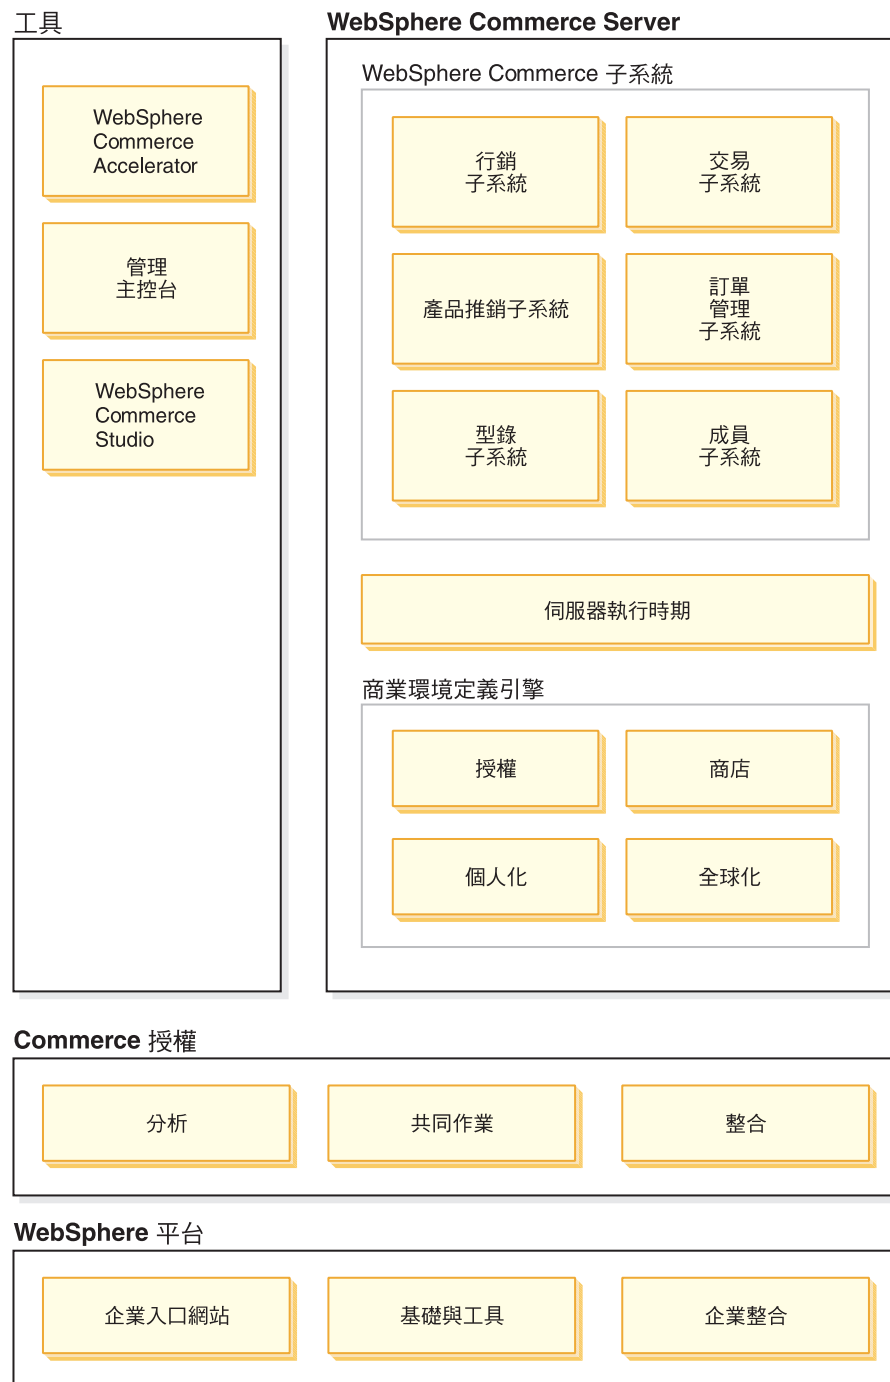 工具
WebSphere
Commerce
Accelerator
管理
主控台
WebSphere
Commerce
Studio
WebSphere Commerce Server
WebSphere Commerce 子系統
行銷
子系統
交易
子系統
產品推銷子系統
訂單
管理
子系統
型錄
子系統
成員
子系統
伺服器執行時期
商業環境定義引擎
授權
商店
個人化
全球化
Commerce 授權
分析
共同作業
整合
WebSphere 平台
企業入口網站
基礎與工具
企業整合